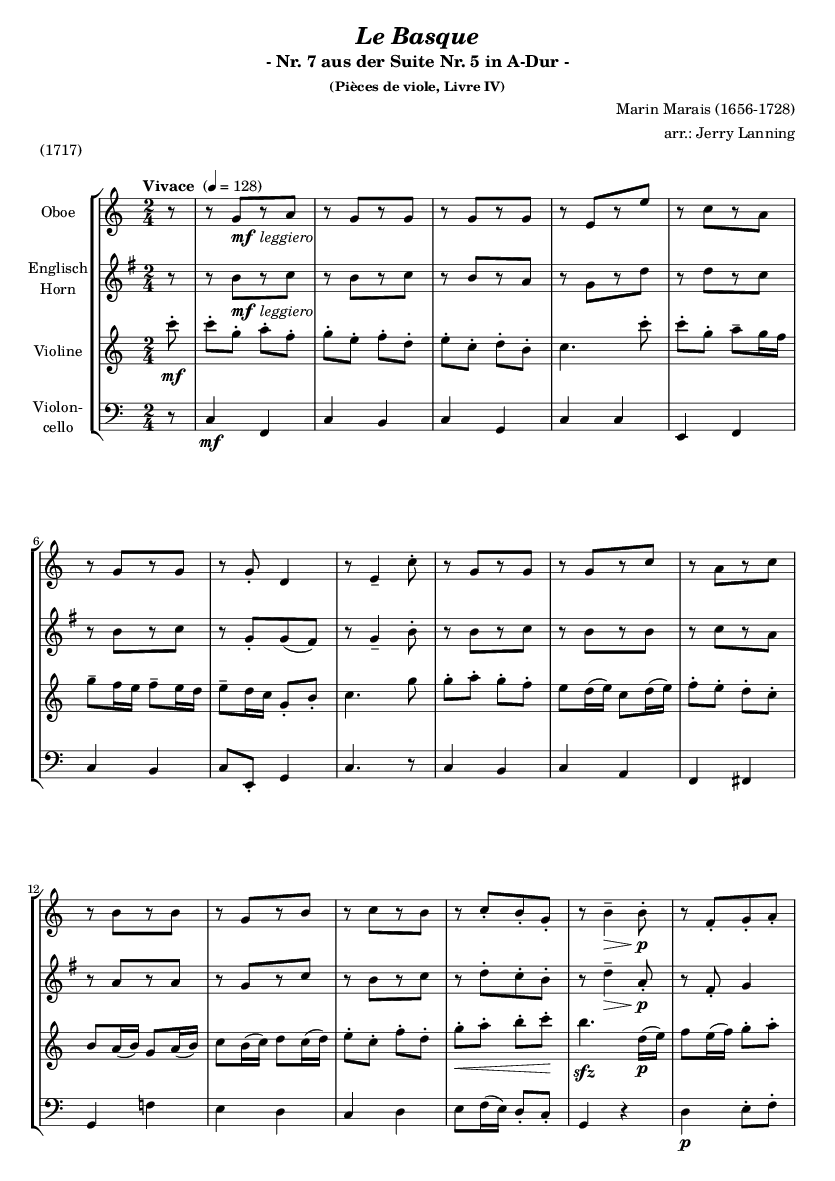 Le Basque
- Nr. 7 aus der Suite Nr. 5 in A-Dur -
(Pièces de viole, Livre IV)
Marin Marais (1656-1728)
arr.: Jerry Lanning
(1717)
Vivace (♩ = 128)
Oboe
mf leggiero
Englisch
Horn
mf leggiero
Violine
mf
Violon-
cello
mf
6
12
p
p
sfz p
p